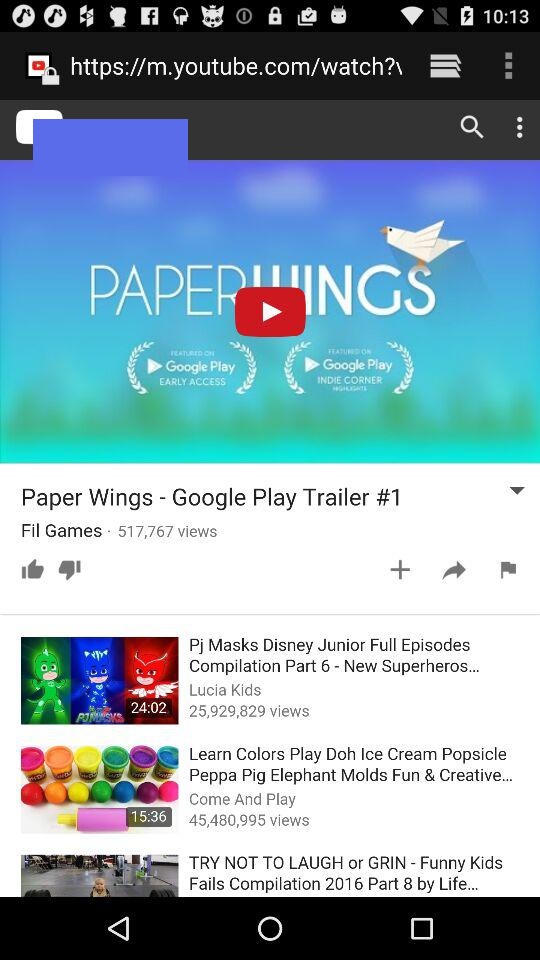 10:13
https://m.youtube.com/watch?v
PAPER WINGS
FEATURED ON
Google Play
EARLY ACCESS
FEATURED ON
Google Play
INDIE CORNER
HIGHLIGHTS
Paper Wings - Google Play Trailer #1
Fil Games · 517,767 views
24:02
PJ MASKS
Pj Masks Disney Junior Full Episodes
Compilation Part 6 - New Superheros...
Lucia Kids
25,929,829 views
15:36
Learn Colors Play Doh Ice Cream Popsicle
Peppa Pig Elephant Molds Fun & Creative...
Come And Play
45,480,995 views
TRY NOT TO LAUGH or GRIN - Funny Kids
Fails Compilation 2016 Part 8 by Life...